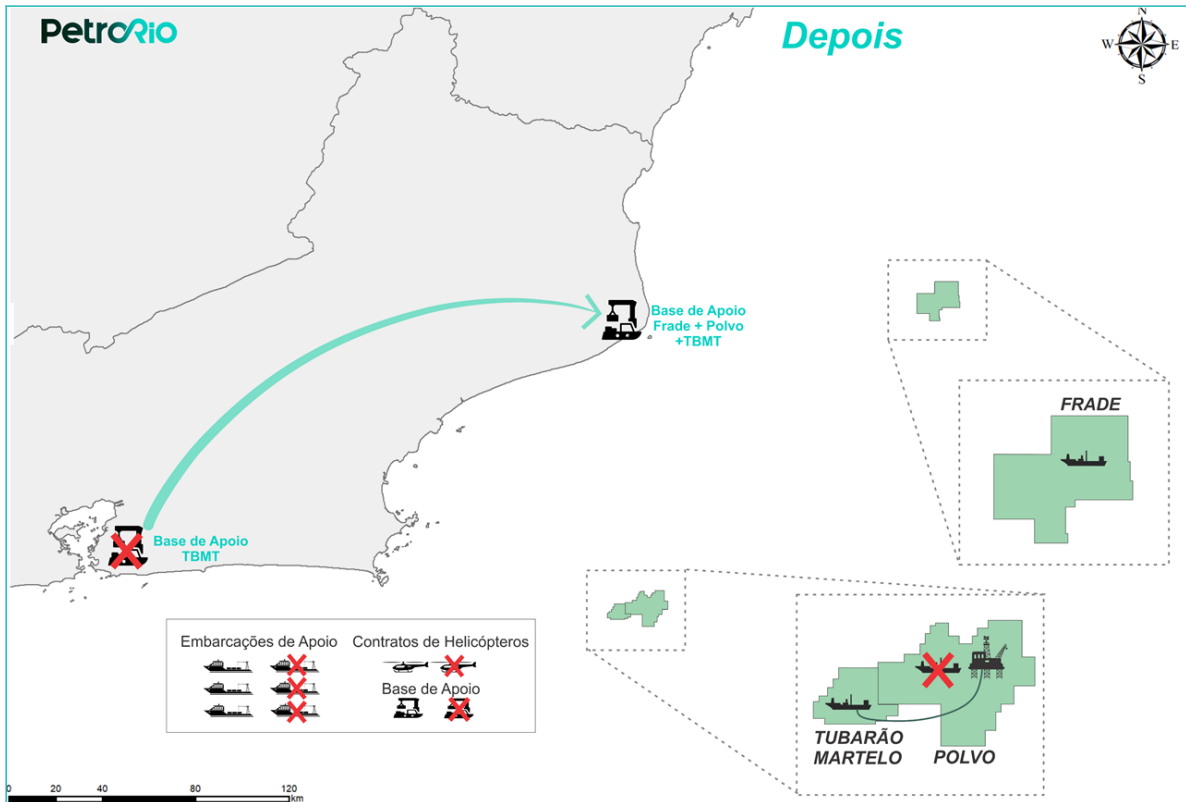 PetroRio
Depois
N
W E
S
Base de Apoio
Frade + Polvo
+TBMT
FRADE
Base de Apoio
TBMT
Embarcações de Apoio
Contratos de Helicópteros
Base de Apoio
TUBARÃO
MARTELO
POLVO
0 20 40 80 120
km